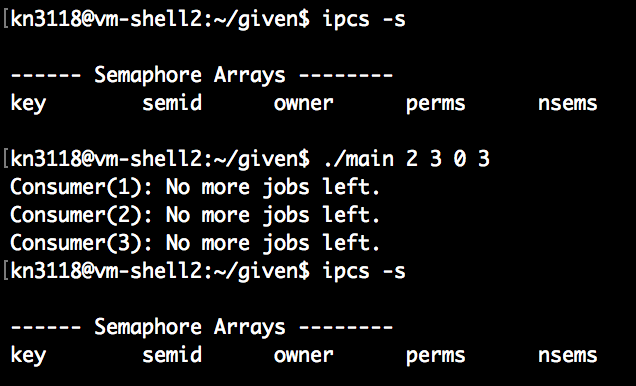 [kn3118@vm-shell2:~/given$ ipcs -s
------ Semaphore Arrays --------
key semid owner perms nsems
[kn3118@vm-shell2:~/given$ ./main 2 3 0 3
Consumer(1): No more jobs left.
Consumer(2): No more jobs left.
Consumer(3): No more jobs left.
[kn3118@vm-shell2:~/given$ ipcs -s
------ Semaphore Arrays --------
key semid owner perms nsems